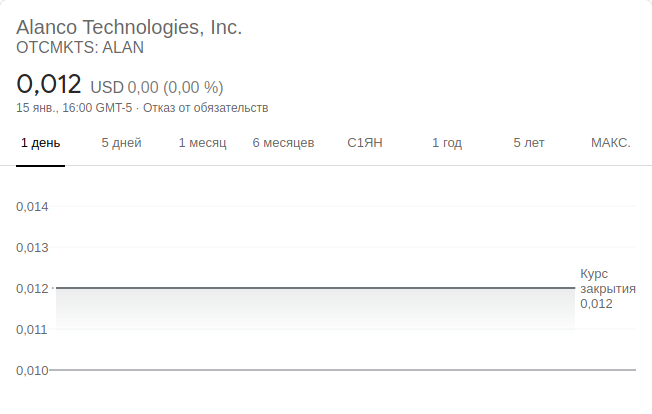 Alanco Technologies, Inc.
OTCMKTS: ALAN
0,012 USD 0,00 (0,00 %)
15 янв., 16:00 GMT-5 · Отказ от обязательств
1 день 5 дней 1 месяц 6 месяцев С1ЯН 1 год 5 лет МАКС.
0,014
0,013
Курс
0,012 закрытия
0,012
0,011
0,010